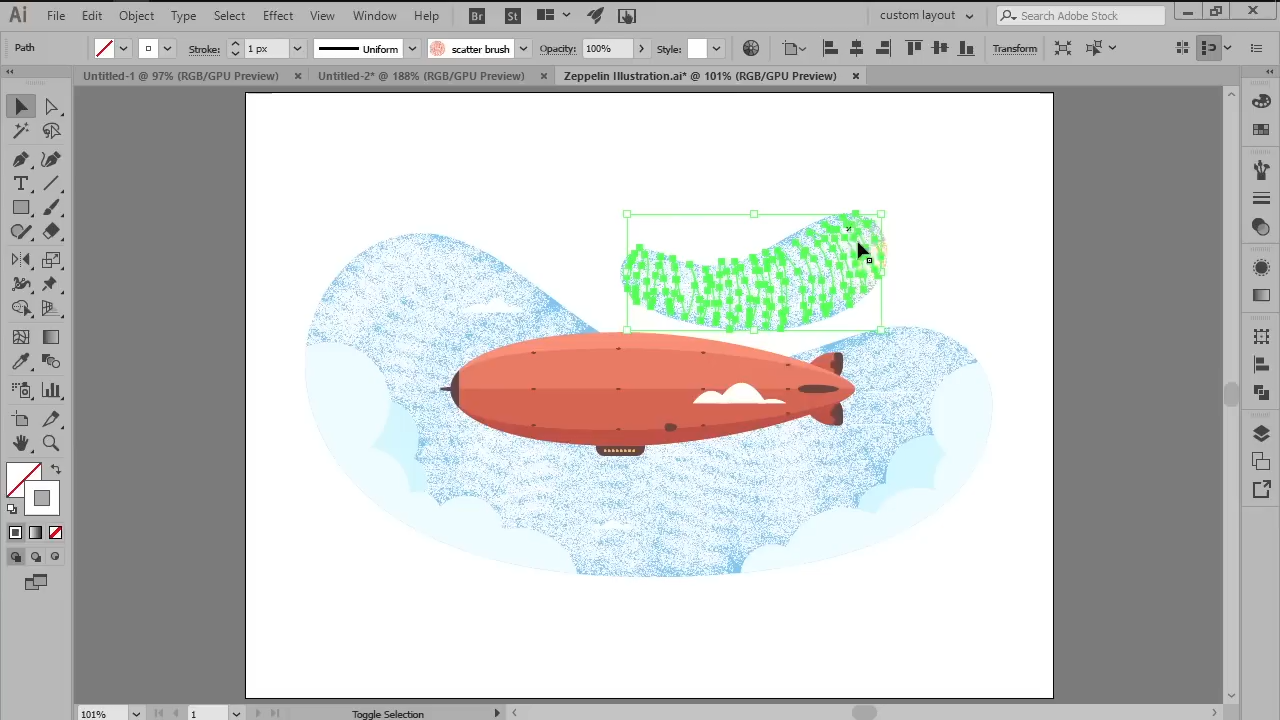 Ai File Edit Object Type Select Effect View Window Help Br St custom layout Search Adobe Stock
Path Stroke: 1 px Uniform scatter brush Opacity: 100% Style: Transform
Untitled-1 @ 97% (RGB/GPU Preview) × Untitled-2* @ 188% (RGB/GPU Preview) × Zeppelin Illustration.ai* @ 101% (RGB/GPU Preview) ×
101% 1 Toggle Selection